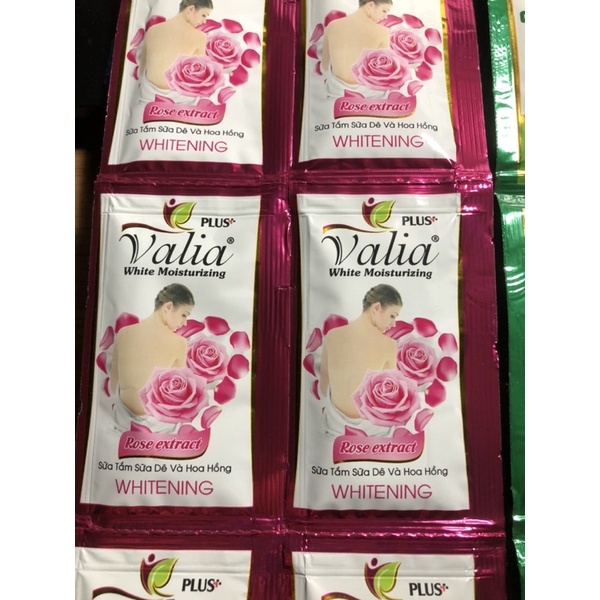 Rose extract
Sữa Tắm Sữa Dê Và Hoa Hồng
WHITENING
Rose extract
Sữa Tắm Sữa Dê Và Hoa Hồng
WHITENING
PLUS+
Valia®
White Moisturizing
Rose extract
Sữa Tắm Sữa Dê Và Hoa Hồng
WHITENING
PLUS+
Valia®
White Moisturizing
Rose extract
Sữa Tắm Sữa Dê Và Hoa Hồng
WHITENING
PLUS+
PLUS+